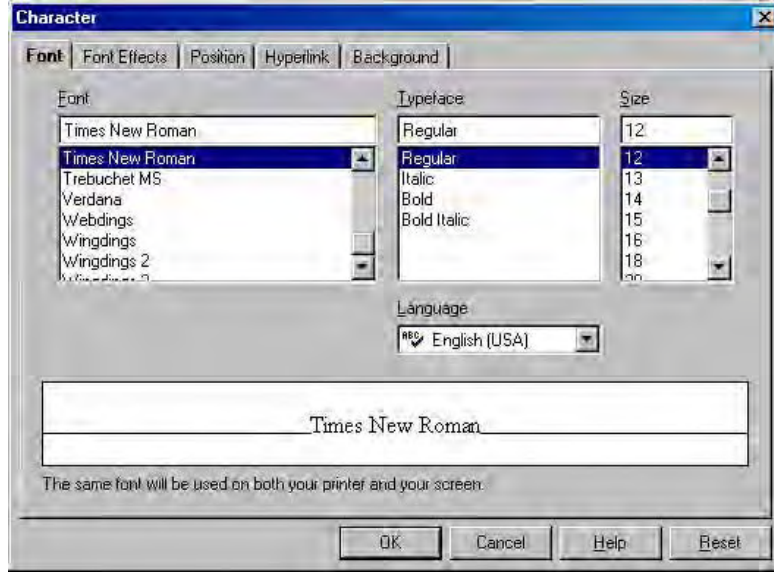 Character
Font Font Effects Position Hyperlink Background
Font Typeface Size
Times New Roman Regular 12
Times New Roman Regular 12
Trebuchet MS Italic 13
Verdana Bold 14
Webdings Bold Italic 15
Wingdings 16
Wingdings 2 18
Language
ABC English (USA)
Times New Roman
The same font will be used on both your printer and your screen.
OK Cancel Help Reset